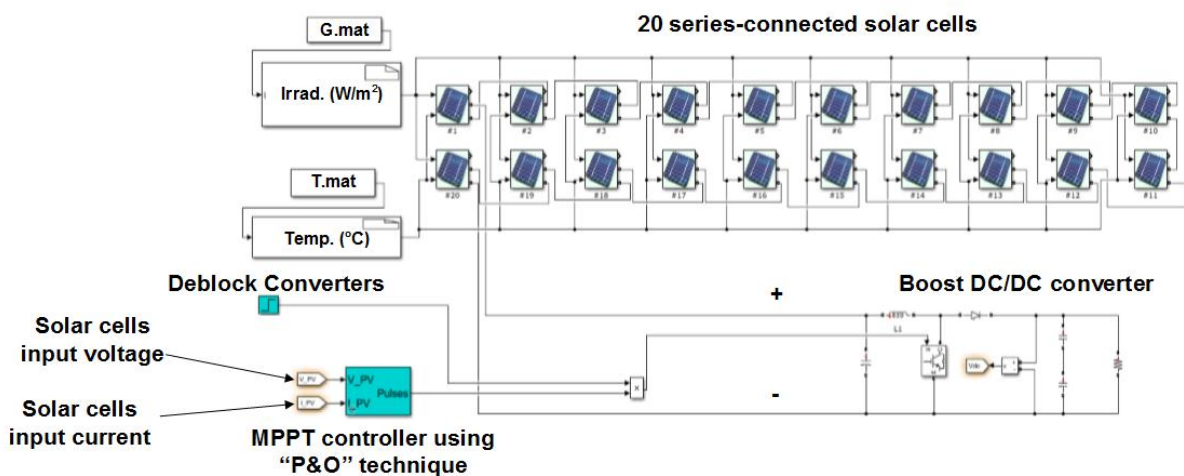 G.mat
20 series-connected solar cells
Irrad. (W/m²)
#1 #2 #3 #4 #5 #6 #7 #8 #9 #10
#20 #19 #18 #17 #16 #15 #14 #13 #12 #11
T.mat
Temp. (°C)
Deblock Converters
+
Boost DC/DC converter
L1
Solar cells
input voltage
V_PV
V_PV
Pulses
×
Vdc
-
Solar cells
input current
I_PV
I_PV
MPPT controller using
“P&O” technique